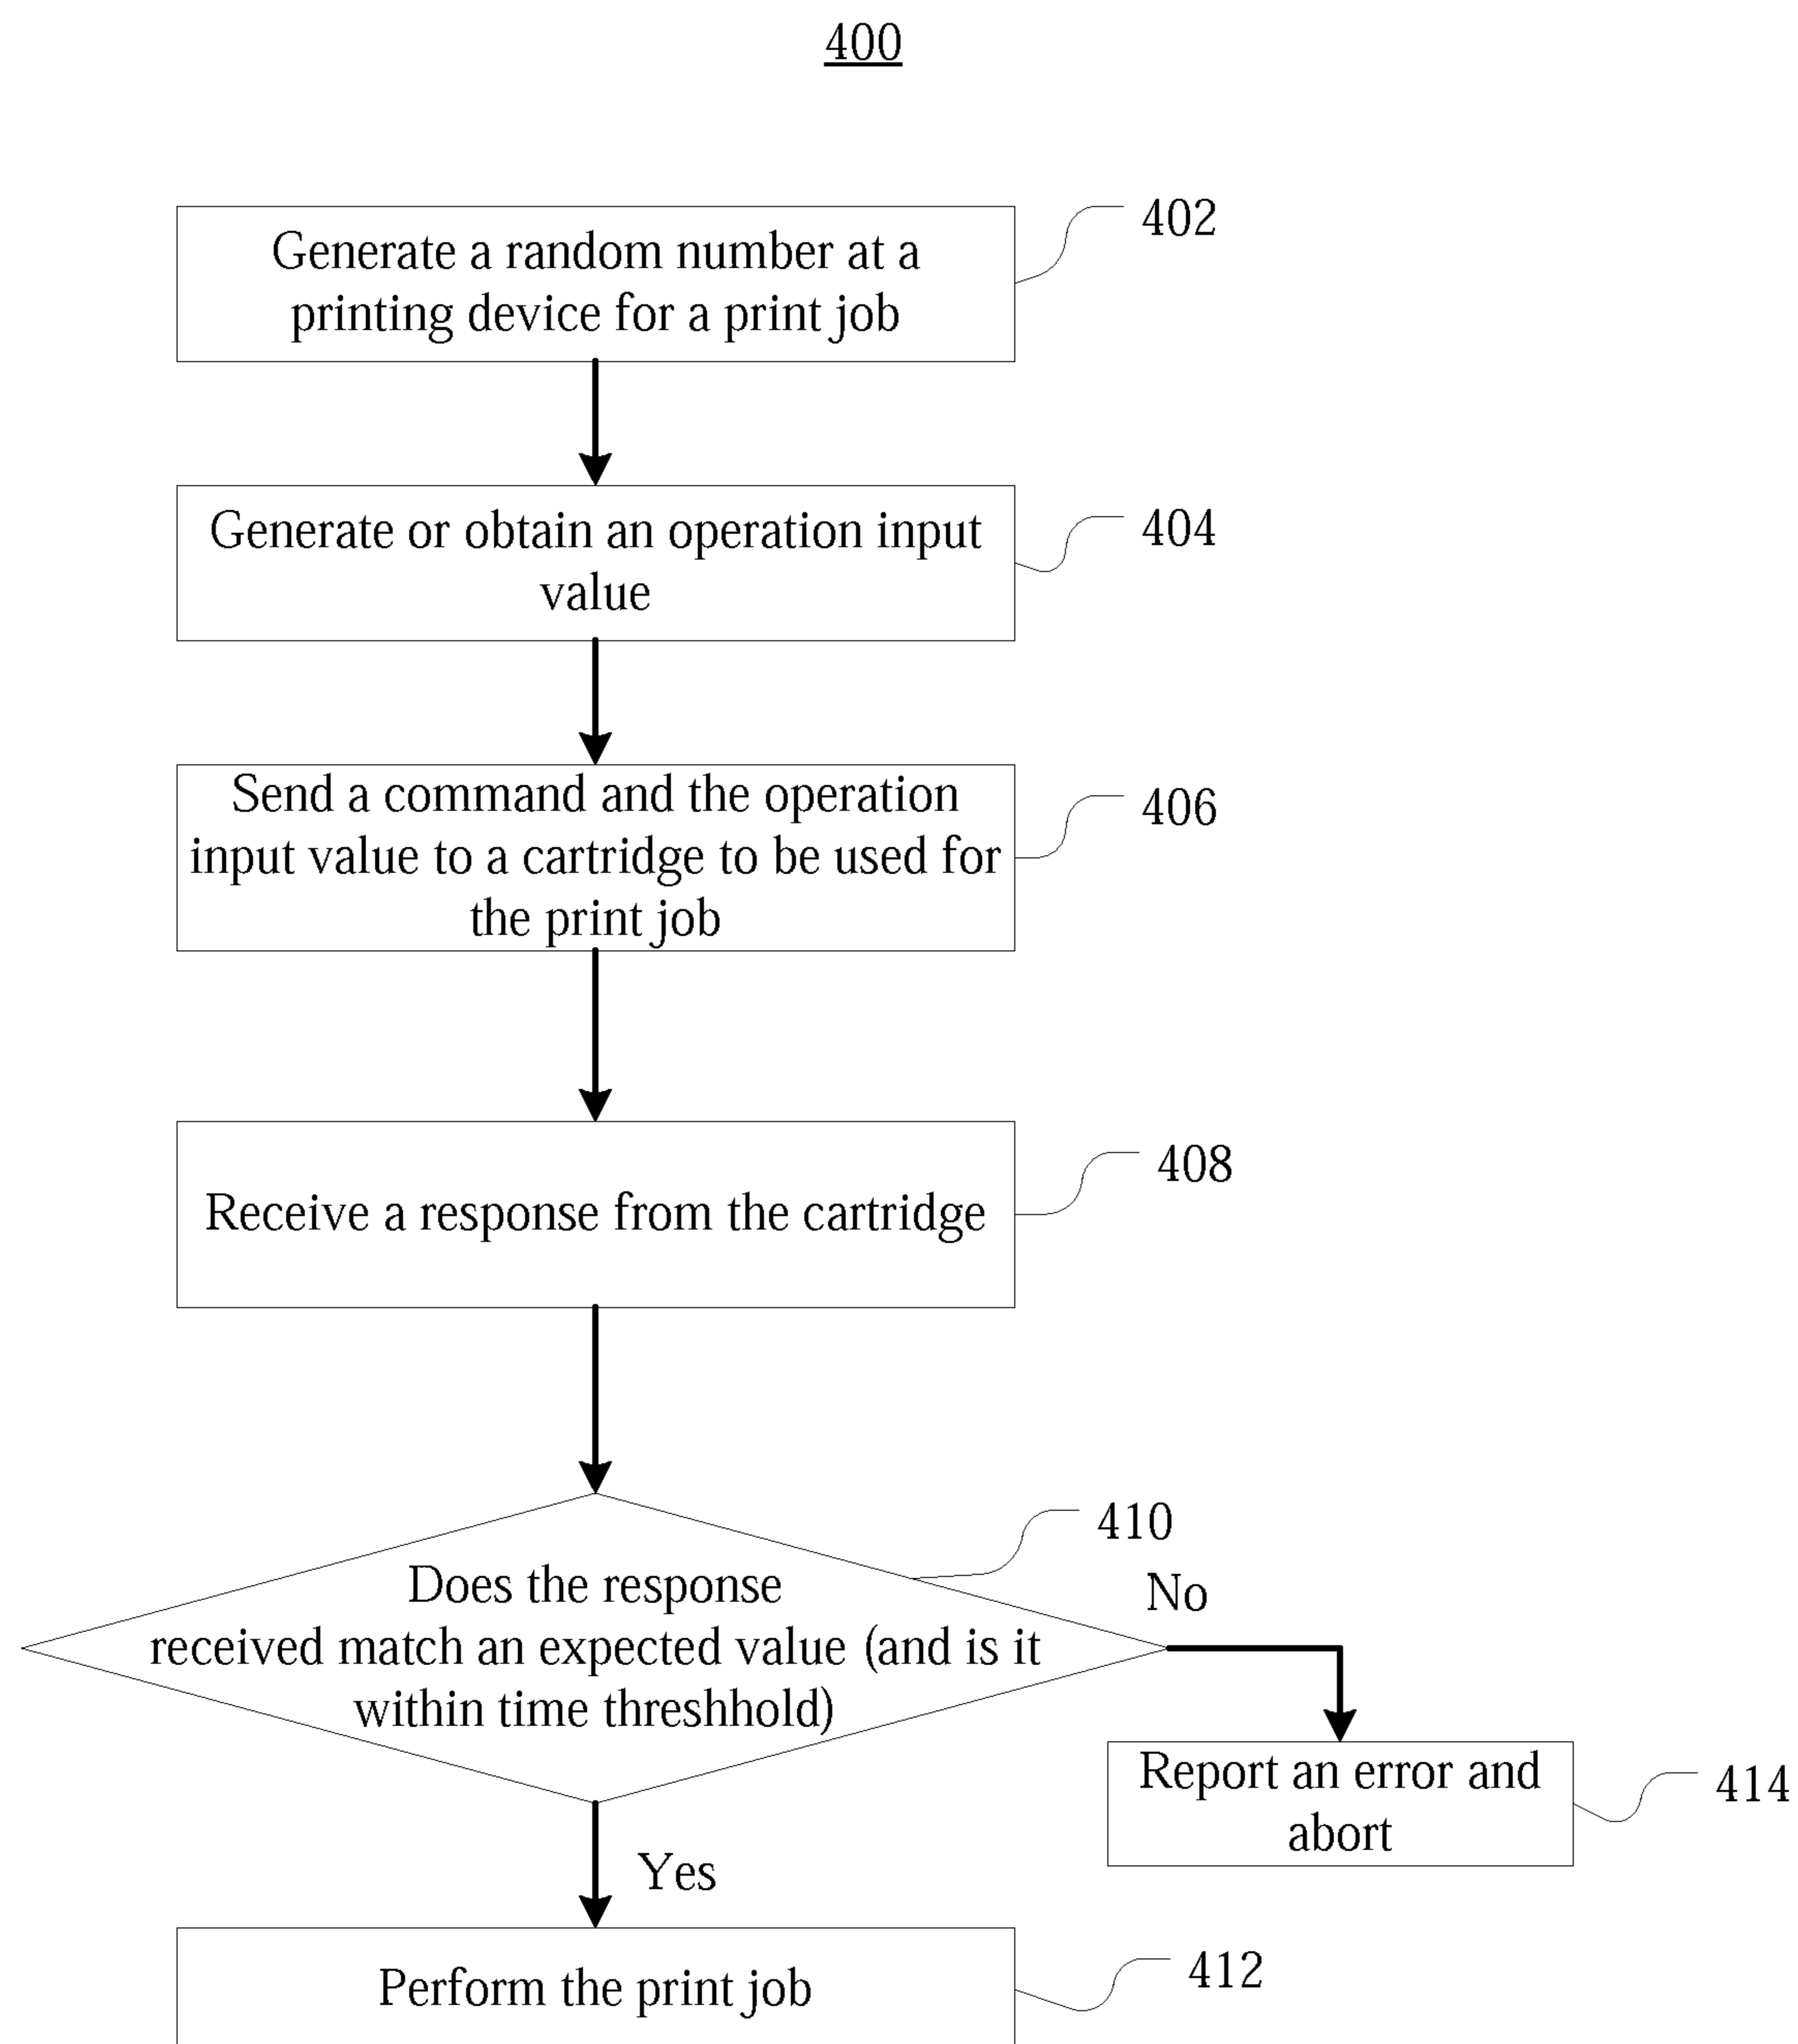 400
Generate a random number at a
printing device for a print job
402
Generate or obtain an operation input
value
404
Send a command and the operation
input value to a cartridge to be used for
the print job
406
Receive a response from the cartridge
408
Does the response
received match an expected value (and is it
within time threshhold)
410
No
Report an error and
abort
414
Yes
Perform the print job
412